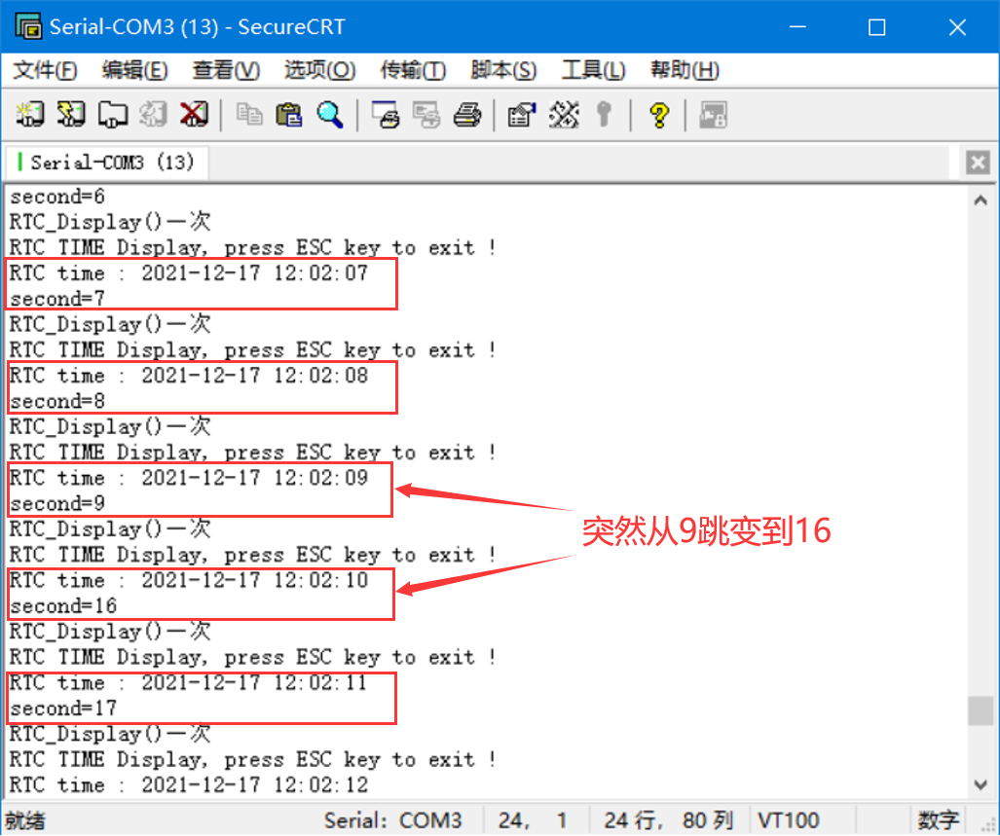 Serial-COM3 (13) - SecureCRT
文件(F) 编辑(E) 查看(V) 选项(O) 传输(T) 脚本(S) 工具(L) 帮助(H)
Serial-COM3 (13)
second=6
RTC_Display()一次
RTC TIME Display, press ESC key to exit !
RTC time : 2021-12-17 12:02:07
second=7
RTC_Display()一次
RTC TIME Display, press ESC key to exit !
RTC time : 2021-12-17 12:02:08
second=8
RTC_Display()一次
RTC TIME Display, press ESC key to exit !
RTC time : 2021-12-17 12:02:09
second=9
突然从9跳变到16
RTC_Display()一次
RTC TIME Display, press ESC key to exit !
RTC time : 2021-12-17 12:02:10
second=16
RTC_Display()一次
RTC TIME Display, press ESC key to exit !
RTC time : 2021-12-17 12:02:11
second=17
RTC_Display()一次
RTC TIME Display, press ESC key to exit !
RTC time : 2021-12-17 12:02:12
就绪 Serial: COM3 24, 1 24 行, 80 列 VT100 数字